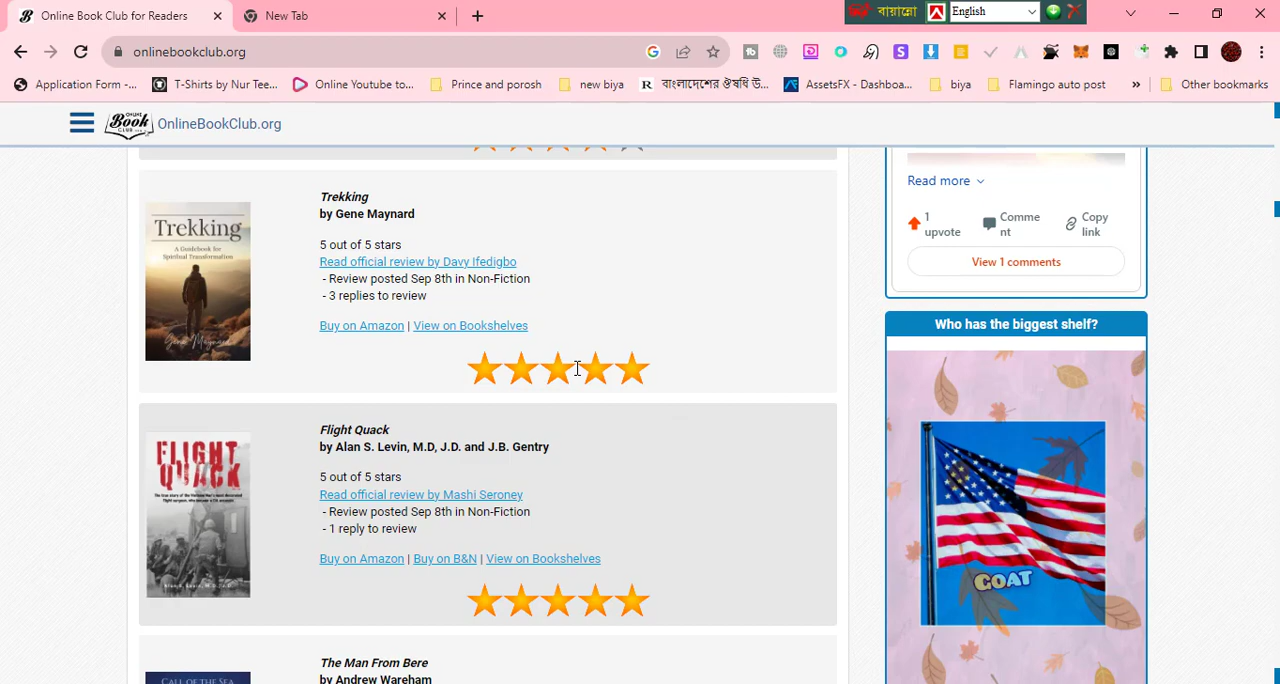 Online Book Club for Readers
New Tab
বায়ান্নো
English
onlinebookclub.org
Application Form -...
T-Shirts by Nur Tee...
Online Youtube to...
Prince and porosh
new biya
বাংলাদেশের ঔষধি উ...
AssetsFX - Dashboa...
biya
Flamingo auto post
»
Other bookmarks
OnlineBookClub.org
Trekking
by Gene Maynard
5 out of 5 stars
Read official review by Davy Ifedigbo
- Review posted Sep 8th in Non-Fiction
- 3 replies to review
Buy on Amazon | View on Bookshelves
Trekking
A Guidebook for
Spiritual Transformation
Gene Maynard
Flight Quack
by Alan S. Levin, M.D, J.D. and J.B. Gentry
5 out of 5 stars
Read official review by Mashi Seroney
- Review posted Sep 8th in Non-Fiction
- 1 reply to review
Buy on Amazon | Buy on B&N | View on Bookshelves
FLIGHT
QUACK
The Man From Bere
by Andrew Wareham
CALL OF THE SEA
Read more
1
upvote
Comme
nt
Copy
link
View 1 comments
Who has the biggest shelf?
GOAT